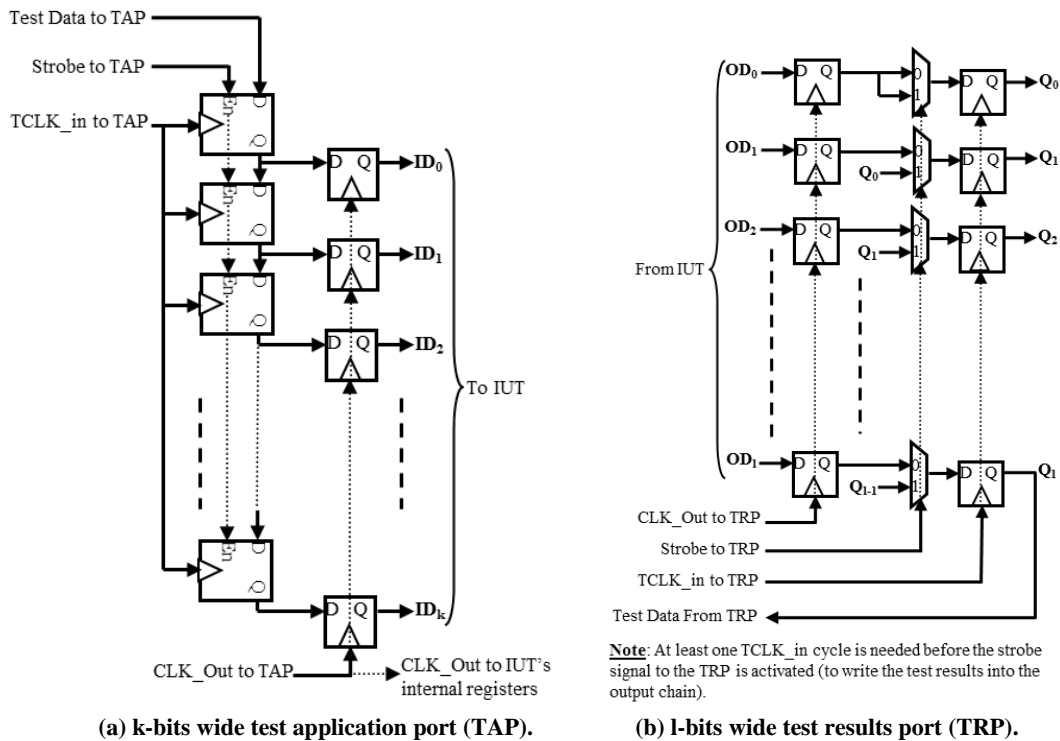 Test Data to TAP
Strobe to TAP
TCLK_in to TAP
En D
Q
D Q
ID0
En D
Q
D Q
ID1
En D
Q
D Q
ID2
To IUT
En D
Q
D Q
IDk
CLK_Out to TAP
CLK_Out to IUT's
internal registers
(a) k-bits wide test application port (TAP).
OD0
D Q
0
1
D Q
Q0
OD1
D Q
0
Q0
1
D Q
Q1
OD2
D Q
0
Q1
1
D Q
Q2
From IUT
ODl
D Q
0
Ql-1
1
D Q
Ql
CLK_Out to TRP
Strobe to TRP
TCLK_in to TRP
Test Data From TRP
Note: At least one TCLK_in cycle is needed before the strobe
signal to the TRP is activated (to write the test results into the
output chain).
(b) l-bits wide test results port (TRP).